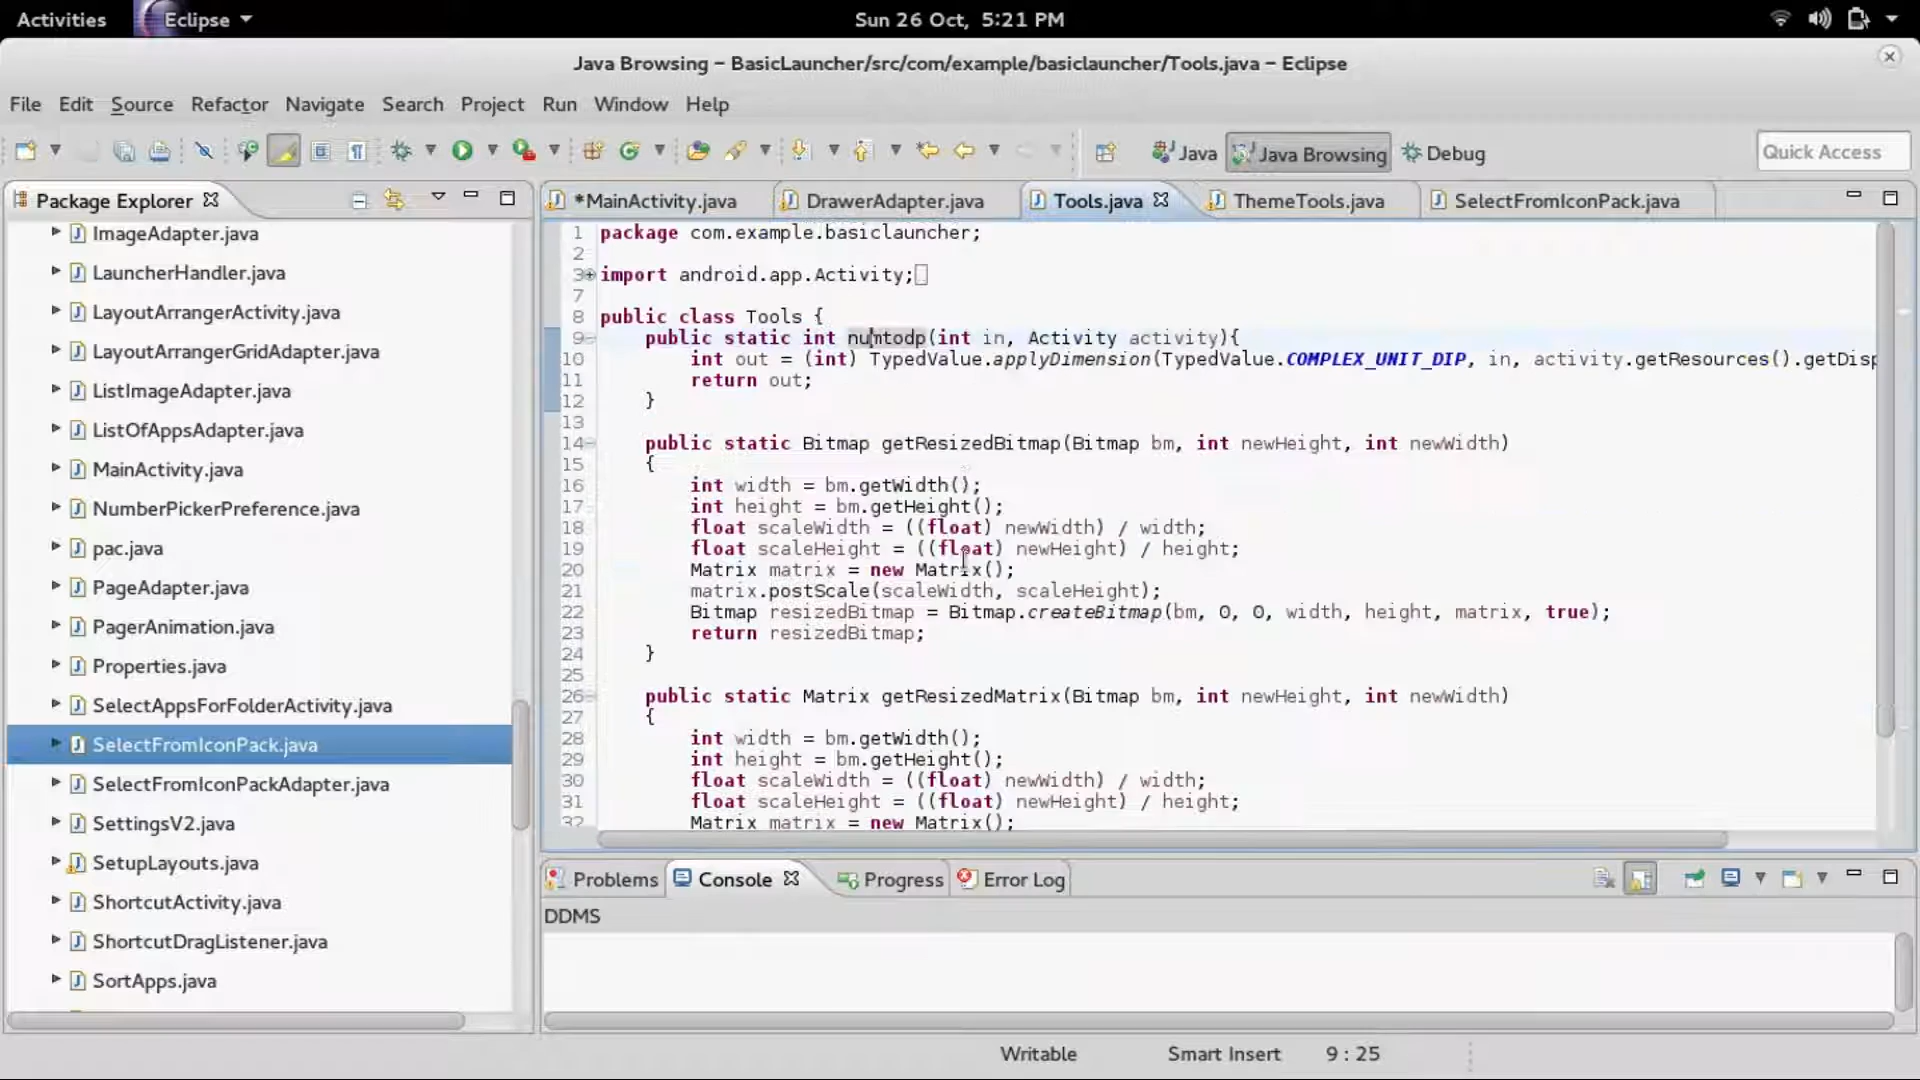 Activities Eclipse Sun 26 Oct, 5:21 PM
Java Browsing – BasicLauncher/src/com/example/basiclauncher/Tools.java – Eclipse
File Edit Source Refactor Navigate Search Project Run Window Help
Java Java Browsing Debug Quick Access
Package Explorer
ImageAdapter.java
LauncherHandler.java
LayoutArrangerActivity.java
LayoutArrangerGridAdapter.java
ListImageAdapter.java
ListOfAppsAdapter.java
MainActivity.java
NumberPickerPreference.java
pac.java
PageAdapter.java
PagerAnimation.java
Properties.java
SelectAppsForFolderActivity.java
SelectFromIconPack.java
SelectFromIconPackAdapter.java
SettingsV2.java
SetupLayouts.java
ShortcutActivity.java
ShortcutDragListener.java
SortApps.java
*MainActivity.java DrawerAdapter.java Tools.java ThemeTools.java SelectFromIconPack.java
1 package com.example.basiclauncher;
2
3 import android.app.Activity;
7
8 public class Tools {
9 public static int numtodp(int in, Activity activity){
10 int out = (int) TypedValue.applyDimension(TypedValue.COMPLEX_UNIT_DIP, in, activity.getResources().getDisp
11 return out;
12 }
13
14 public static Bitmap getResizedBitmap(Bitmap bm, int newHeight, int newWidth)
15 {
16 int width = bm.getWidth();
17 int height = bm.getHeight();
18 float scaleWidth = ((float) newWidth) / width;
19 float scaleHeight = ((float) newHeight) / height;
20 Matrix matrix = new Matrix();
21 matrix.postScale(scaleWidth, scaleHeight);
22 Bitmap resizedBitmap = Bitmap.createBitmap(bm, 0, 0, width, height, matrix, true);
23 return resizedBitmap;
24 }
25
26 public static Matrix getResizedMatrix(Bitmap bm, int newHeight, int newWidth)
27 {
28 int width = bm.getWidth();
29 int height = bm.getHeight();
30 float scaleWidth = ((float) newWidth) / width;
31 float scaleHeight = ((float) newHeight) / height;
32 Matrix matrix = new Matrix();
Problems Console Progress Error Log
DDMS
Writable Smart Insert 9 : 25